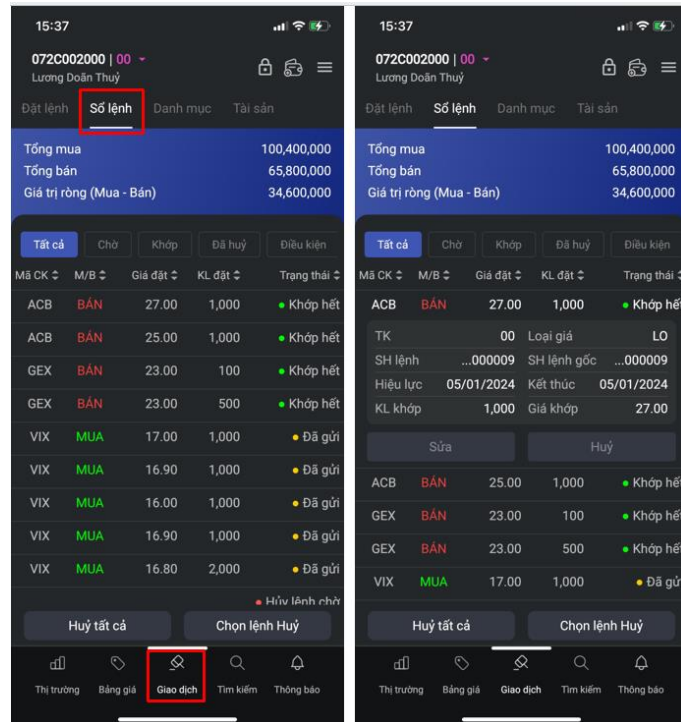 15:37
072C002000 | 00
Lương Doãn Thuý
Đặt lệnh Sổ lệnh Danh mục Tài sản
Tổng mua 100,400,000
Tổng bán 65,800,000
Giá trị ròng (Mua - Bán) 34,600,000
Tất cả Chờ Khớp Đã huỷ Điều kiện
Mã CK M/B Giá đặt KL đặt Trạng thái
ACB BÁN 27.00 1,000 Khớp hết
ACB BÁN 25.00 1,000 Khớp hết
GEX BÁN 23.00 100 Khớp hết
GEX BÁN 23.00 500 Khớp hết
VIX MUA 17.00 1,000 Đã gửi
VIX MUA 16.90 1,000 Đã gửi
VIX MUA 16.00 1,000 Đã gửi
VIX MUA 16.90 1,000 Đã gửi
VIX MUA 16.80 2,000 Đã gửi
Hủy lệnh chờ
Huỷ tất cả Chọn lệnh Huỷ
Thị trường Bảng giá Giao dịch Tìm kiếm Thông báo
15:37
072C002000 | 00
Lương Doãn Thuý
Đặt lệnh Sổ lệnh Danh mục Tài sản
Tổng mua 100,400,000
Tổng bán 65,800,000
Giá trị ròng (Mua - Bán) 34,600,000
Tất cả Chờ Khớp Đã huỷ Điều kiện
Mã CK M/B Giá đặt KL đặt Trạng thái
ACB BÁN 27.00 1,000 Khớp hế
TK 00 Loại giá LO
SH lệnh ...000009 SH lệnh gốc ...000009
Hiệu lực 05/01/2024 Kết thúc 05/01/2024
KL khớp 1,000 Giá khớp 27.00
Sửa Huỷ
ACB BÁN 25.00 1,000 Khớp hế
GEX BÁN 23.00 100 Khớp hế
GEX BÁN 23.00 500 Khớp hế
VIX MUA 17.00 1,000 Đã gử
Huỷ tất cả Chọn lệnh Huỷ
Thị trường Bảng giá Giao dịch Tìm kiếm Thông báo